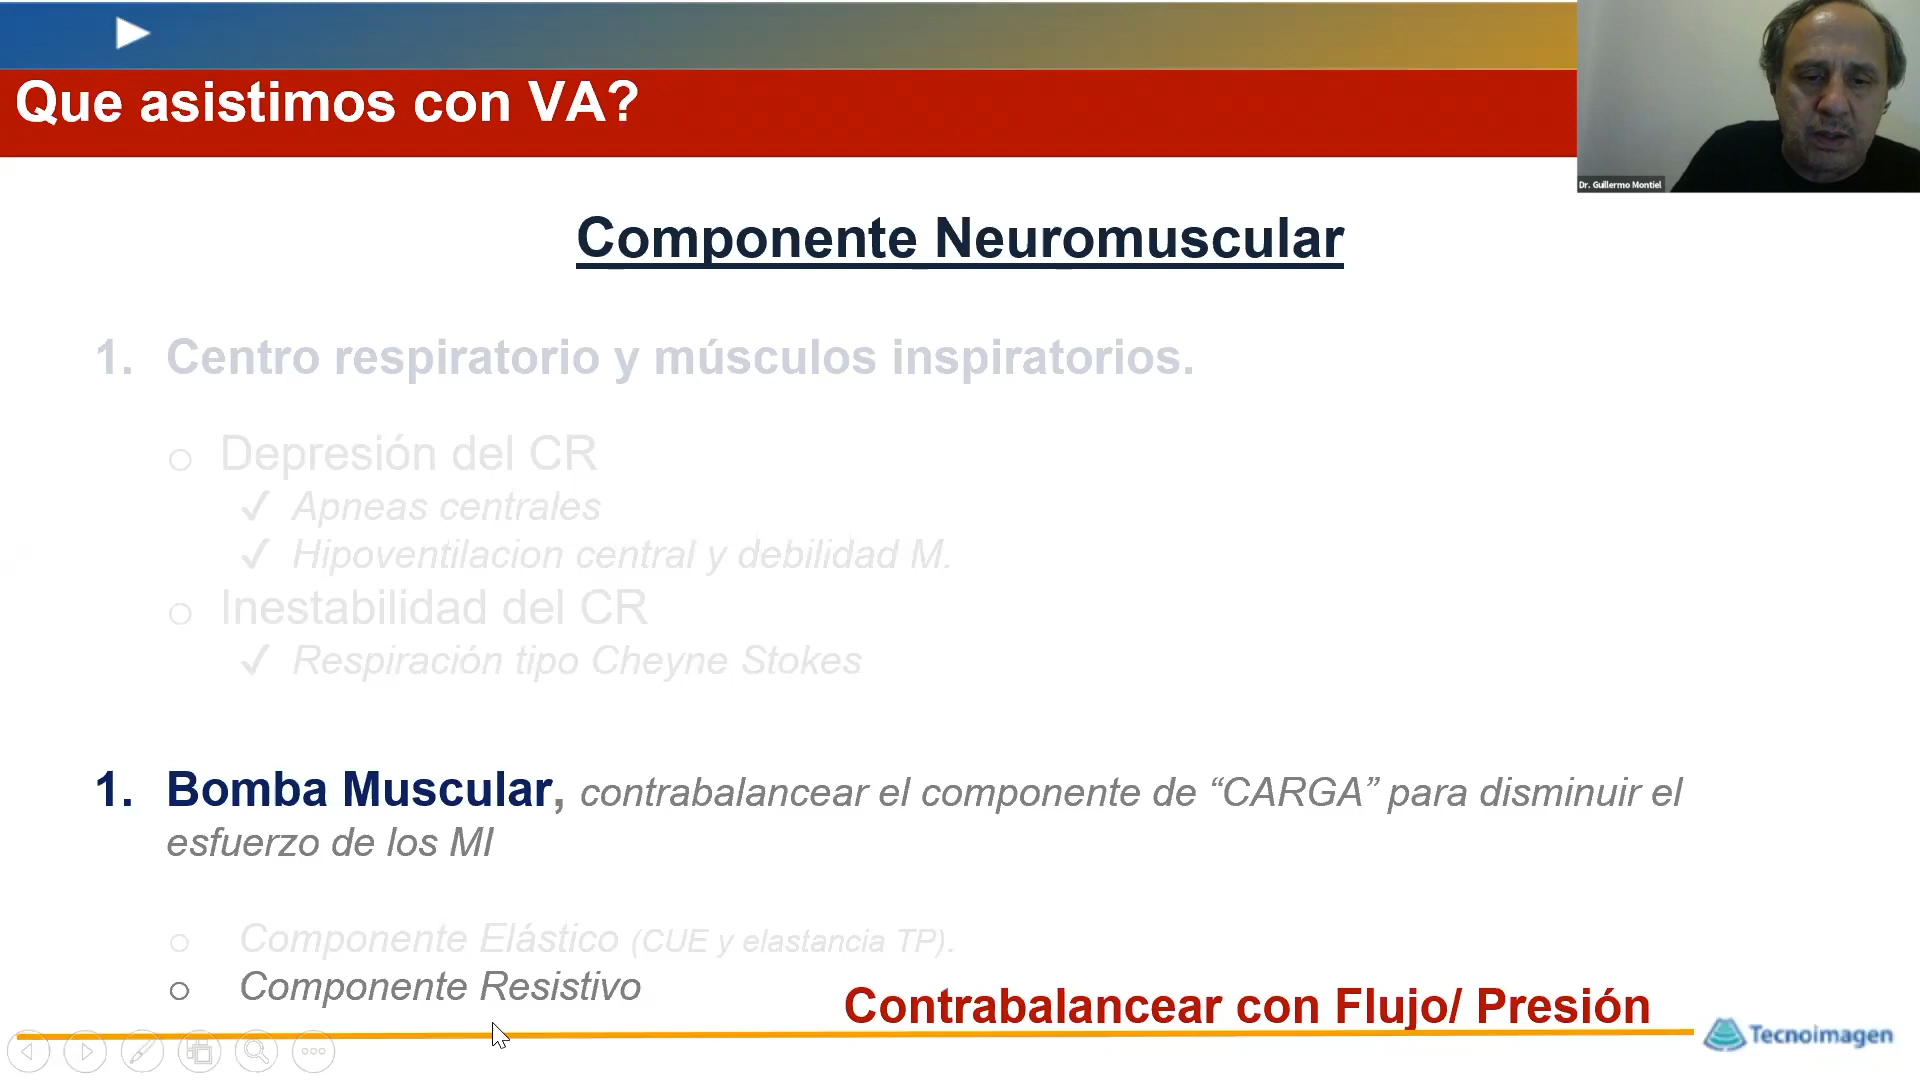 Que asistimos con VA?
Dr. Guillermo Montiel
Componente Neuromuscular
1. Centro respiratorio y músculos inspiratorios.
o Depresión del CR
✓ Apneas centrales
✓ Hipoventilacion central y debilidad M.
o Inestabilidad del CR
✓ Respiración tipo Cheyne Stokes
1. Bomba Muscular, contrabalancear el componente de “CARGA” para disminuir el
esfuerzo de los MI
o Componente Elástico (CUE y elastancia TP).
o Componente Resistivo
Contrabalancear con Flujo/ Presión
Tecnoimagen